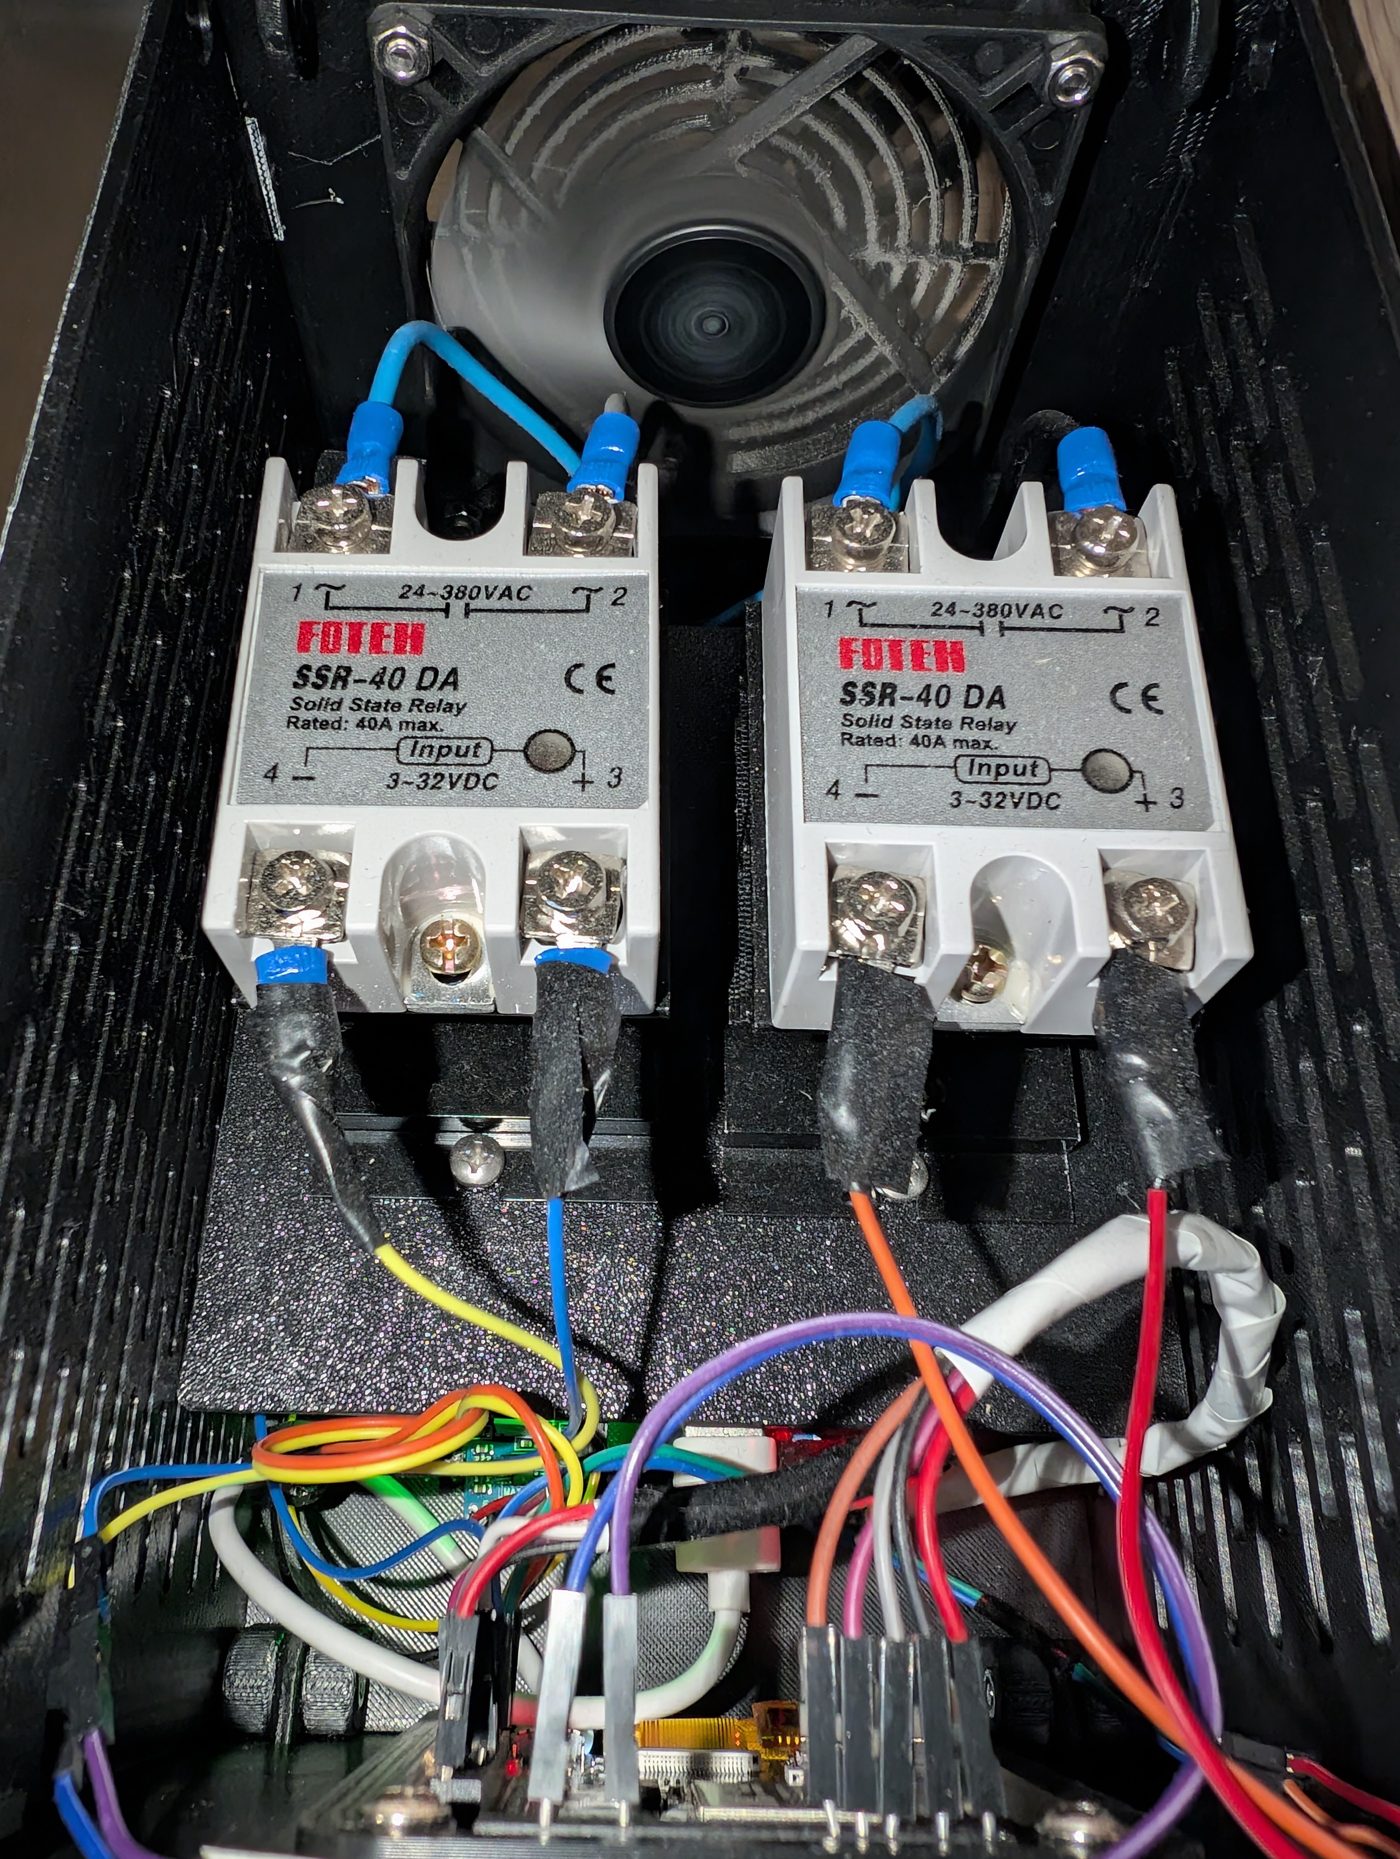 1 24~380VAC 2
FOTEK
SSR-40 DA
CE
Solid State Relay
Rated: 40A max.
Input
4 − + 3
3~32VDC
1 24~380VAC 2
FOTEK
SSR-40 DA
CE
Solid State Relay
Rated: 40A max.
Input
4 − + 3
3~32VDC